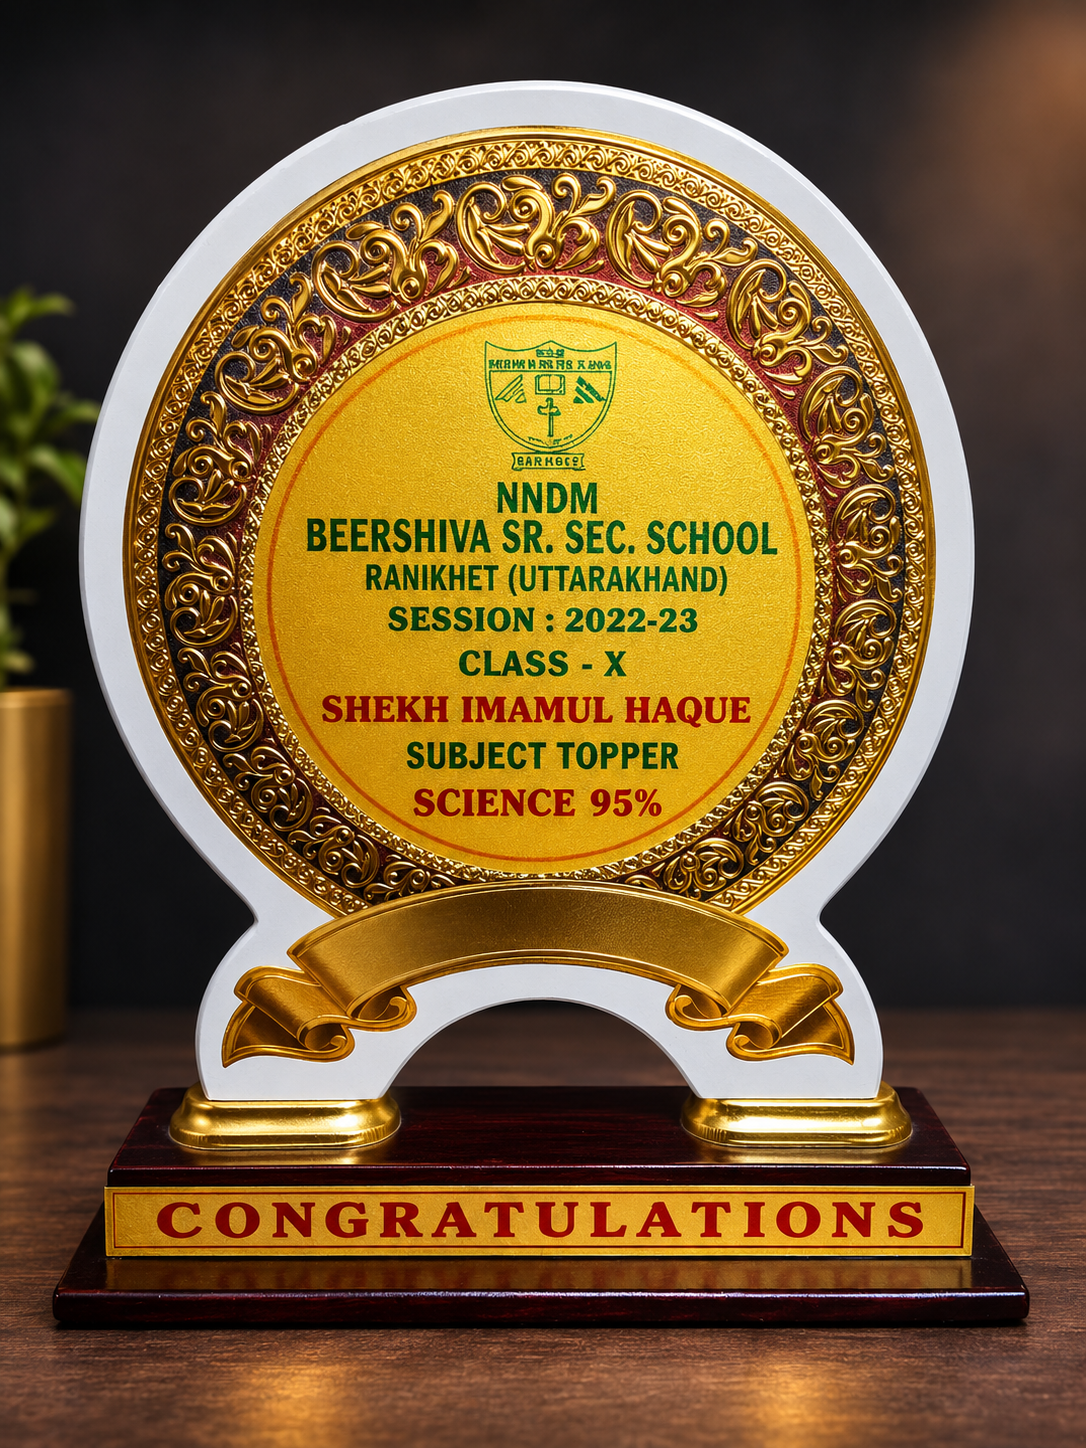 NNDM
BEERSHIVA SR. SEC. SCHOOL
RANIKHET (UTTARAKHAND)
SESSION : 2022-23
CLASS - X
SHEKH IMAMUL HAQUE
SUBJECT TOPPER
SCIENCE 95%
CONGRATULATIONS